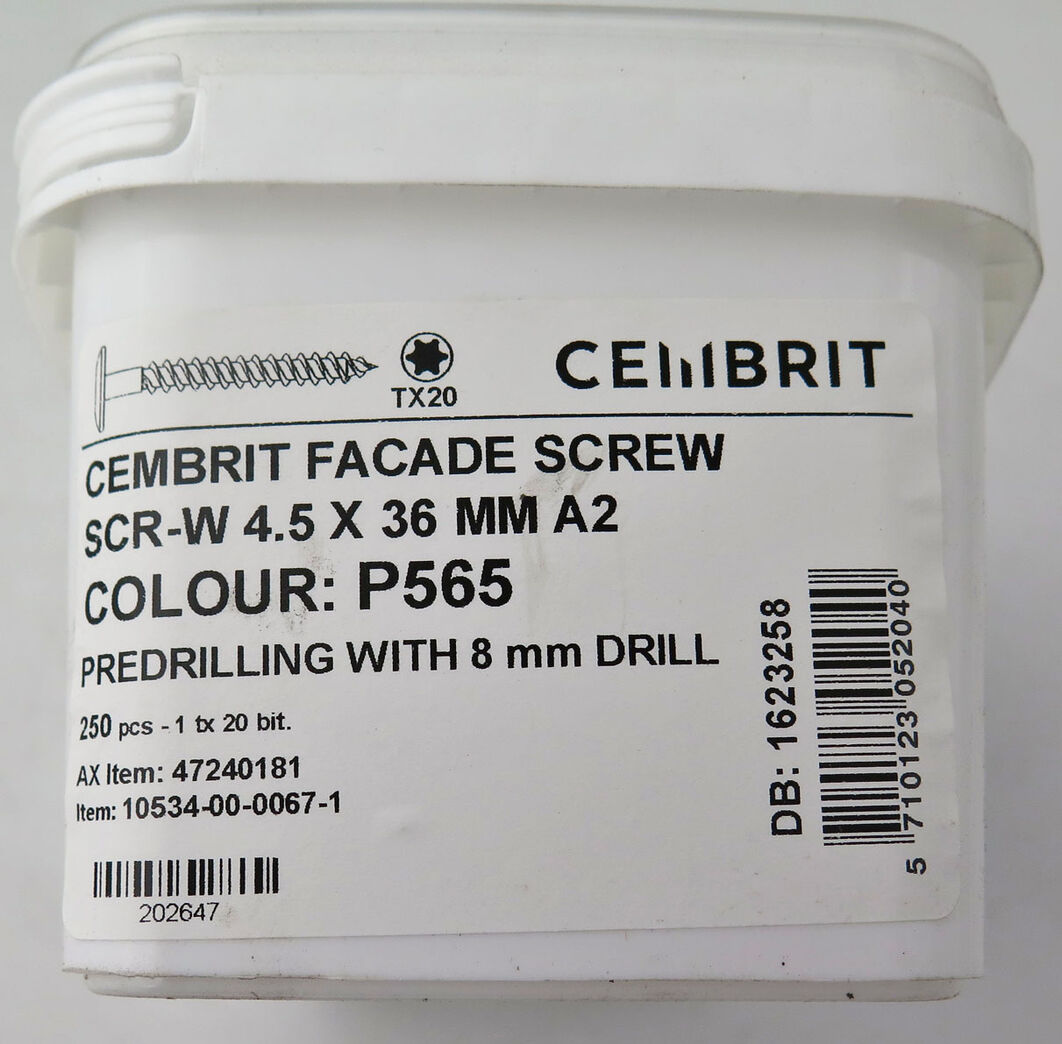 TX20
CEMBRIT
CEMBRIT FACADE SCREW
SCR-W 4.5 X 36 MM A2
COLOUR: P565
PREDRILLING WITH 8 mm DRILL
250 pcs - 1 tx 20 bit.
AX Item: 47240181
Item: 10534-00-0067-1
202647
DB: 1623258
5 710123 052040